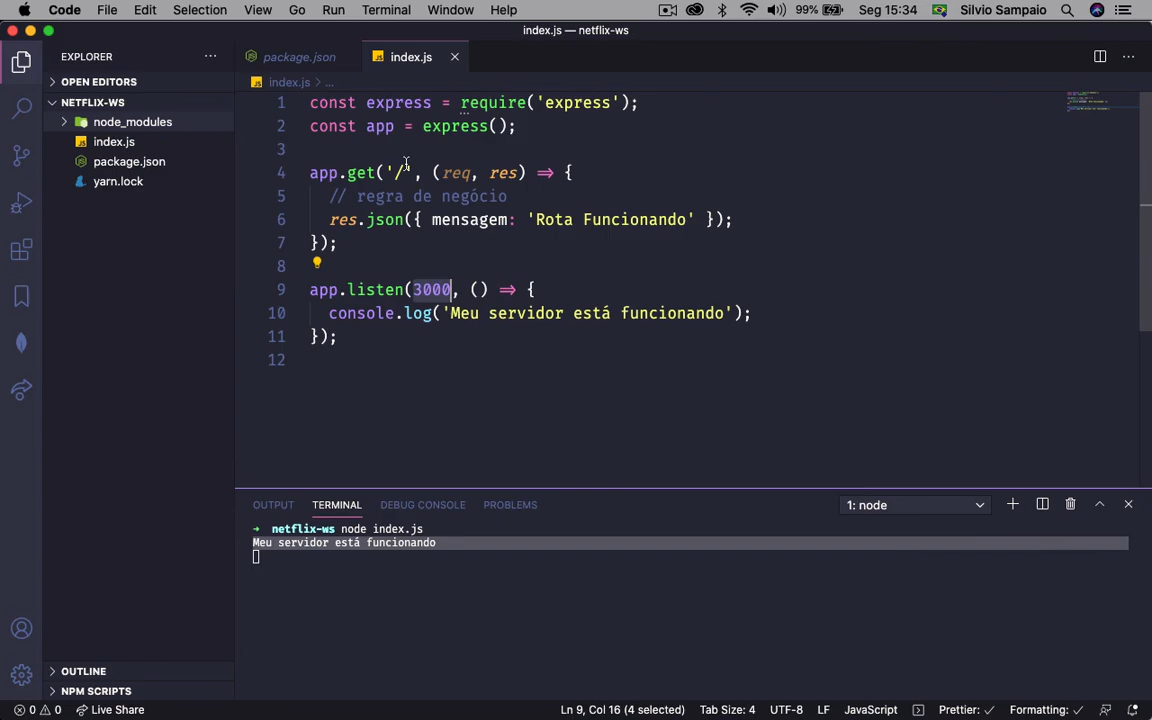 Code File Edit Selection View Go Run Terminal Window Help 99% Seg 15:34 Silvio Sampaio
index.js — netflix-ws
EXPLORER
OPEN EDITORS
NETFLIX-WS
node_modules
index.js
package.json
yarn.lock
OUTLINE
NPM SCRIPTS
package.json index.js
index.js > ...
1 const express = require('express');
2 const app = express();
3
4 app.get('/', (req, res) => {
5 // regra de negócio
6 res.json({ mensagem: 'Rota Funcionando' });
7 });
8
9 app.listen(3000, () => {
10 console.log('Meu servidor está funcionando');
11 });
12
OUTPUT TERMINAL DEBUG CONSOLE PROBLEMS 1: node
→ netflix-ws node index.js
Meu servidor está funcionando
0 0 Live Share Ln 9, Col 16 (4 selected) Tab Size: 4 UTF-8 LF JavaScript Prettier: ✓ Formatting: ✓